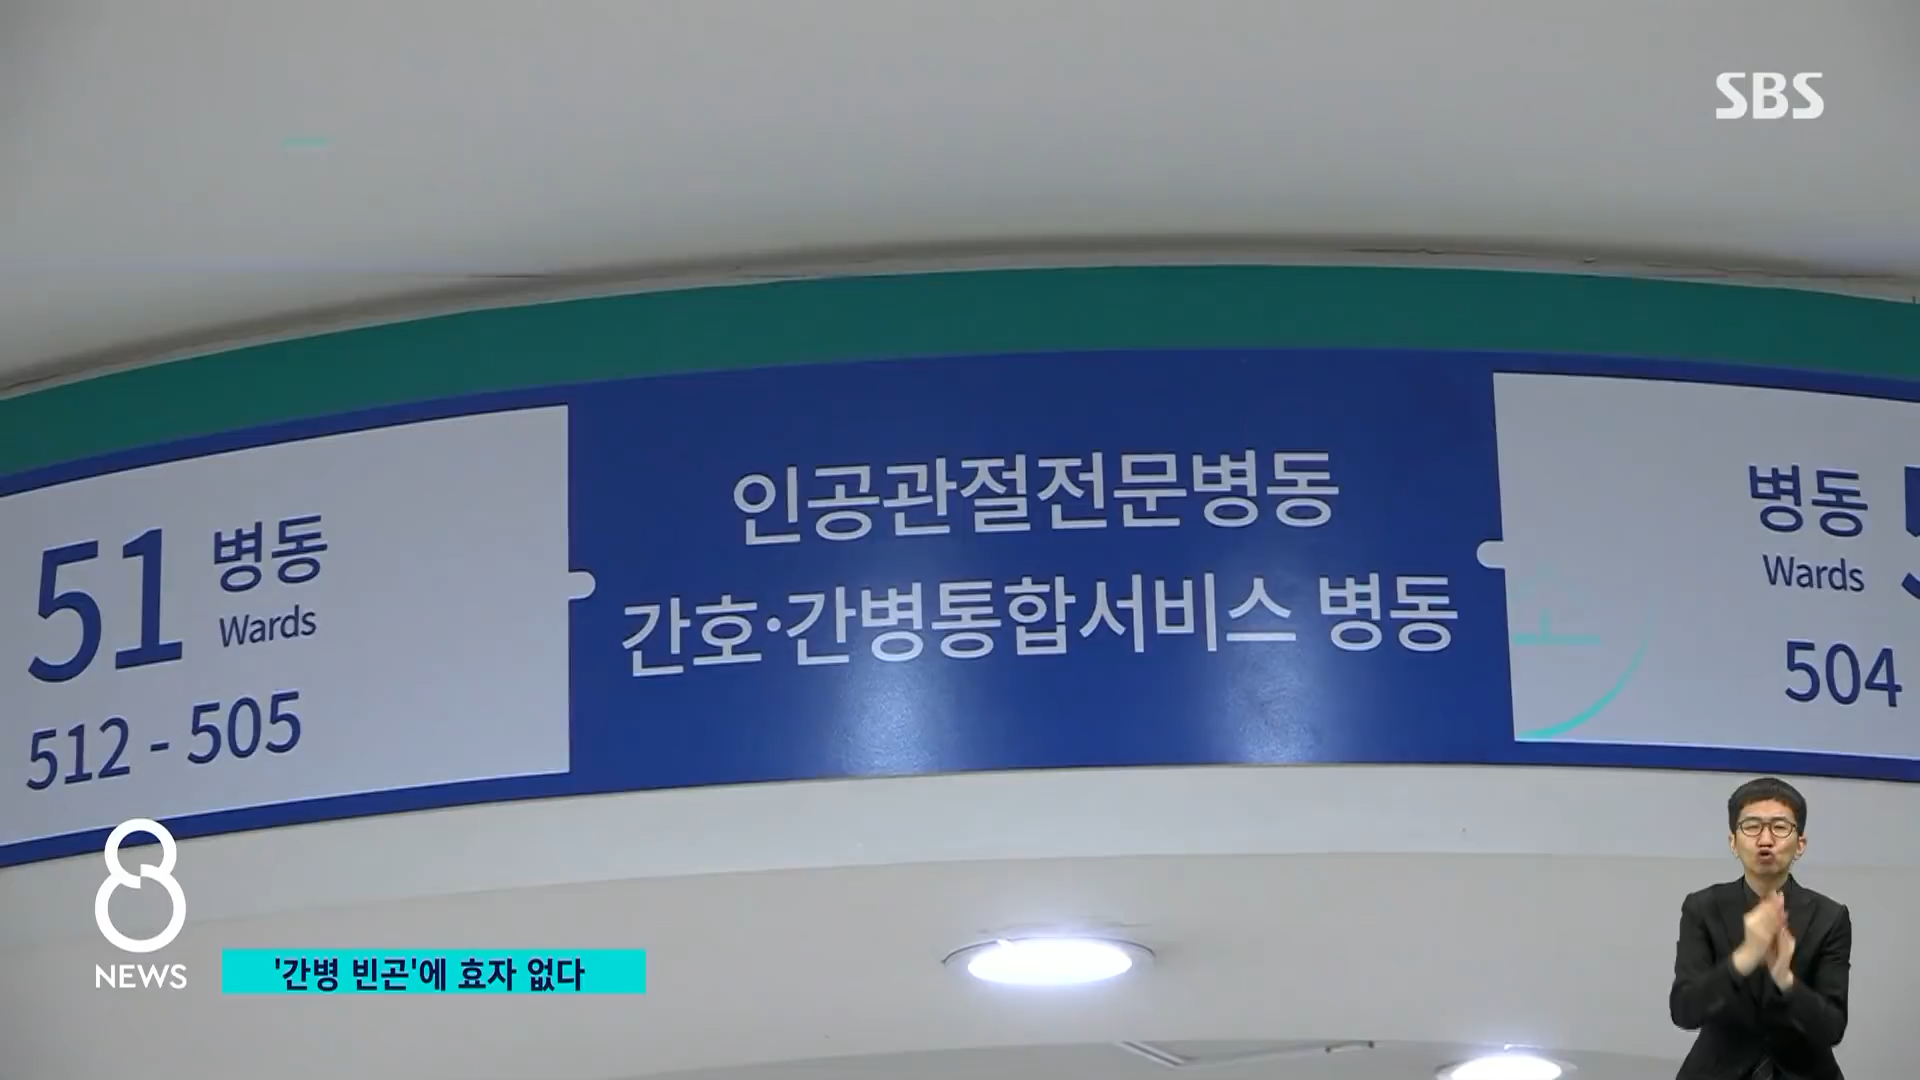 SBS
인공관절전문병동
간호·간병통합서비스 병동
51 병동
Wards
512 - 505
병동
Wards
504
8
NEWS
'간병 빈곤'에 효자 없다